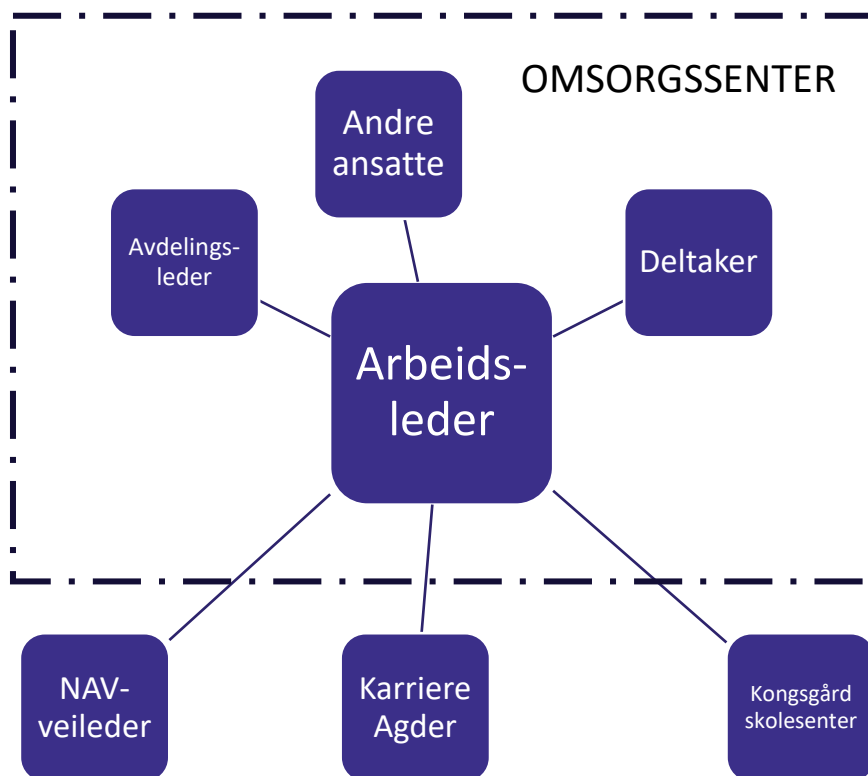 OMSORGSSENTER
Andre
ansatte
Avdelings-
leder
Deltaker
Arbeids-
leder
NAV-
veileder
Karriere
Agder
Kongsgård
skolesenter